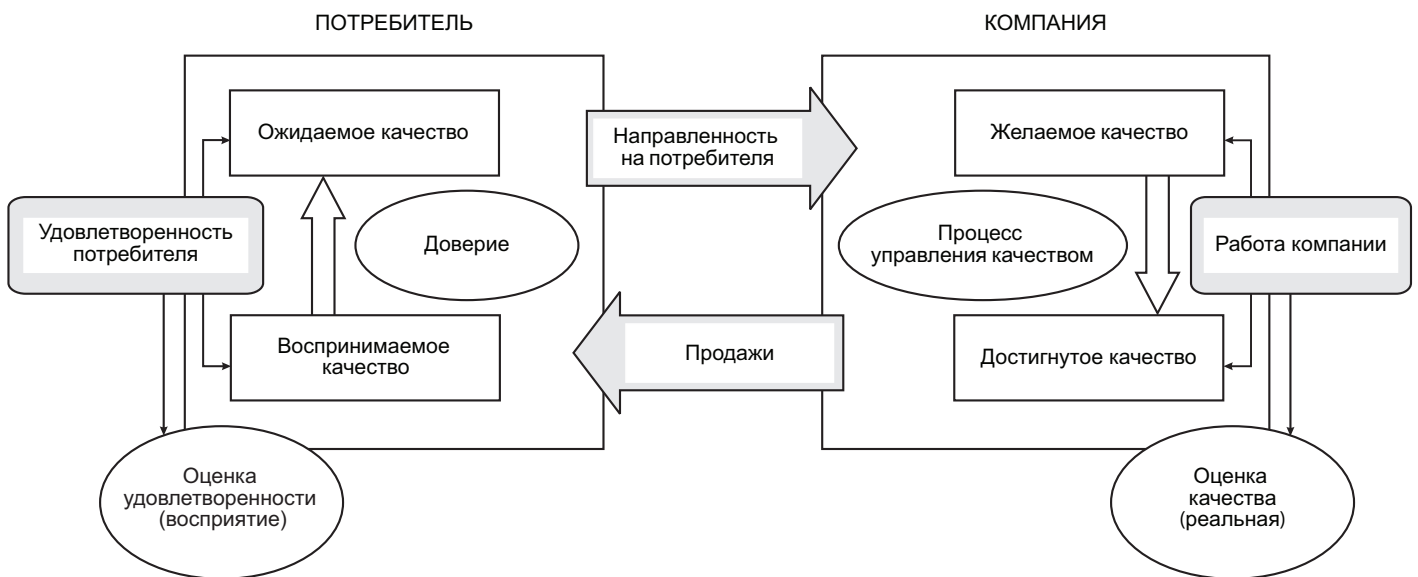 ПОТРЕБИТЕЛЬ
КОМПАНИЯ
Ожидаемое качество
Направленность
на потребителя
Желаемое качество
Удовлетворенность
потребителя
Доверие
Процесс
управления качеством
Работа компании
Воспринимаемое
качество
Продажи
Достигнутое качество
Оценка
удовлетворенности
(восприятие)
Оценка
качества
(реальная)